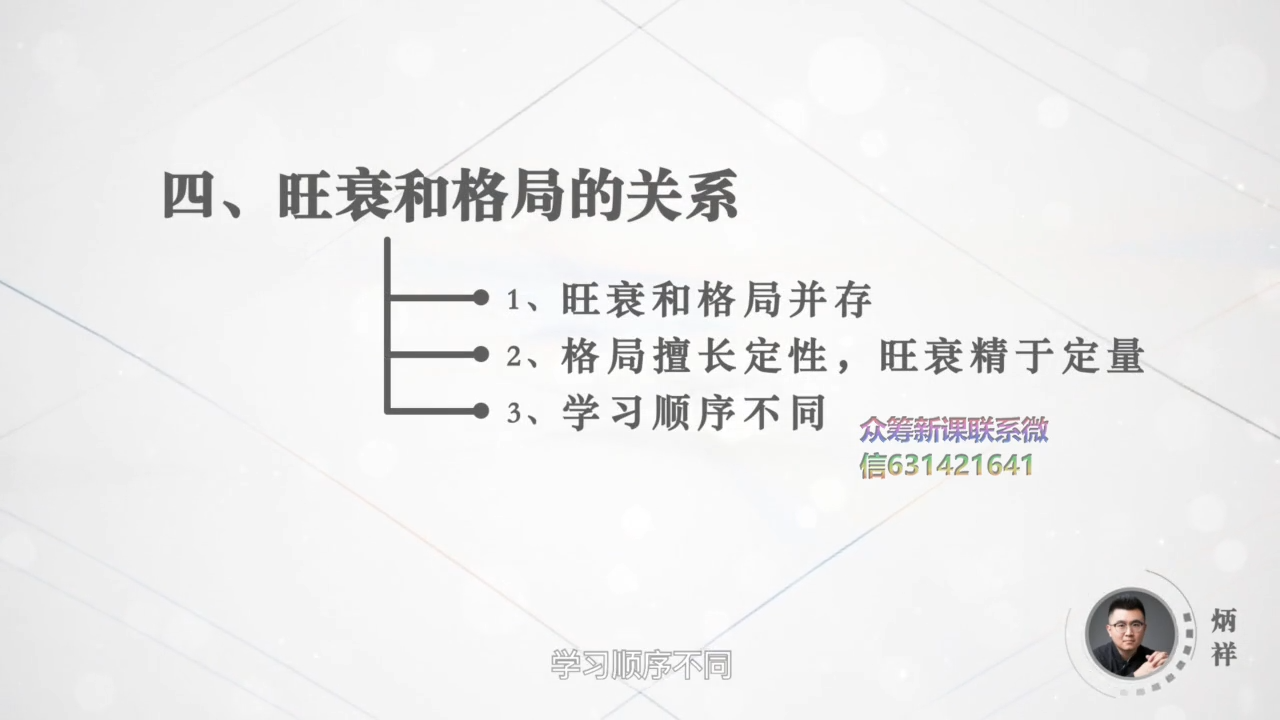 四、旺衰和格局的关系
1、旺衰和格局并存
2、格局擅长定性，旺衰精于定量
3、学习顺序不同
众筹新课联系微
信631421641
炳
祥
学习顺序不同